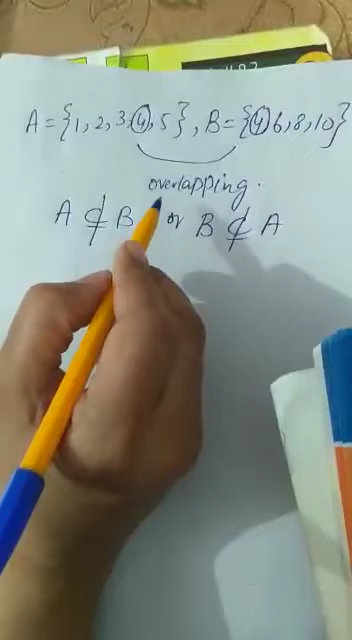 A = {1, 2, 3, 4, 5}, B = {4, 6, 8, 10}
overlapping.
A ⊄ B or B ⊄ A